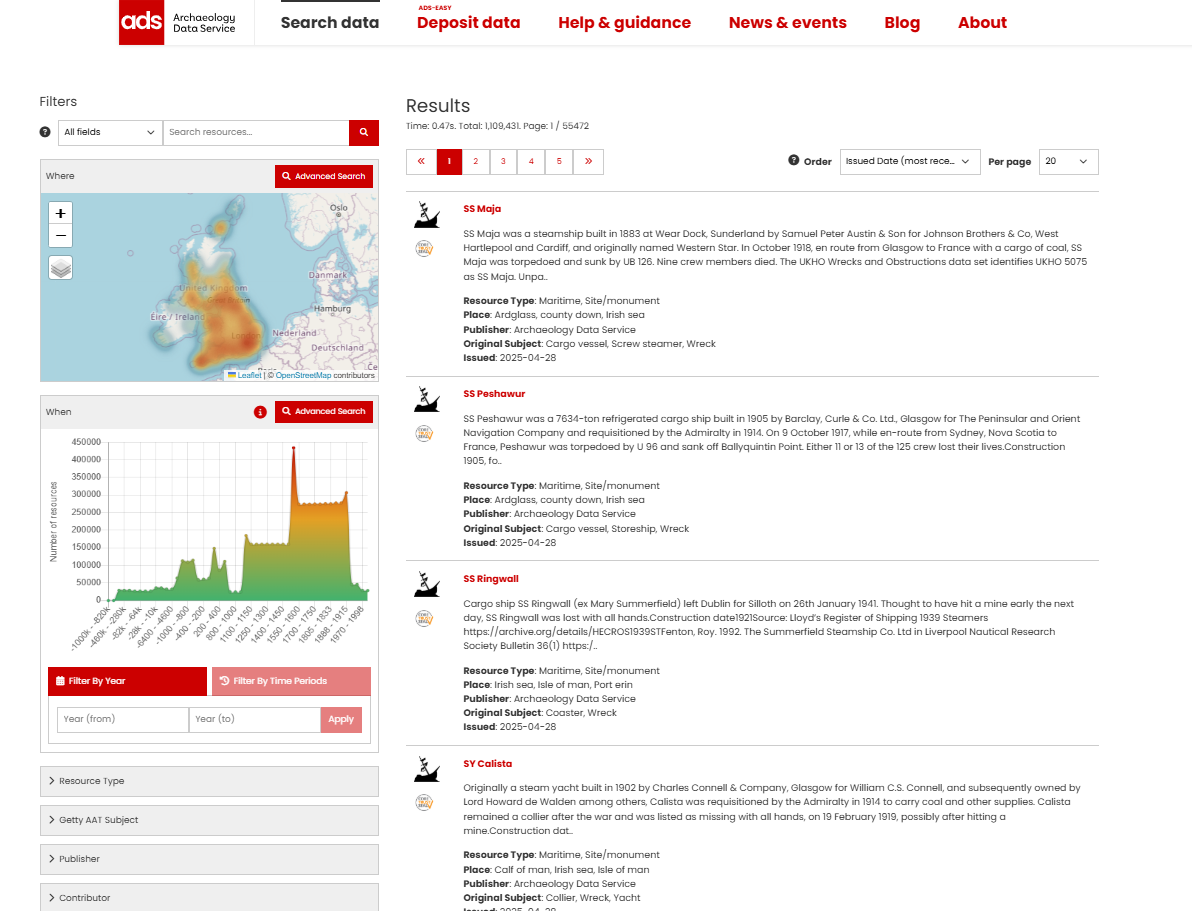 ads Archaeology Data Service
Search data
ADS-EASY
Deposit data
Help & guidance
News & events
Blog
About
Filters
All fields
Search resources...
Where
Advanced Search
+
−
Oslo
United Kingdom
Great Britain
Éire / Ireland
London
Danmark
Hamburg
Nederland
Deutschland
Leaflet | © OpenStreetMap contributors
When
Advanced Search
Number of resources
450000
400000
350000
300000
250000
200000
150000
100000
50000
0
-1000k - -820k
-460k - -280k
-82k - -64k
-28k - -10k
-6400 - -4600
-1000 - -800
-400 - -200
200 - 400
800 - 1000
1100 - 1150
1250 - 1300
1400 - 1450
1550 - 1600
1700 - 1750
1805 - 1833
1888 - 1915
1970 - 1998
Filter By Year
Filter By Time Periods
Year (from)
Year (to)
Apply
Resource Type
Getty AAT Subject
Publisher
Contributor
Results
Time: 0.47s. Total: 1,109,431. Page: 1 / 55472
« 1 2 3 4 5 »
Order
Issued Date (most rece...
Per page
20
SS Maja
SS Maja was a steamship built in 1883 at Wear Dock, Sunderland by Samuel Peter Austin & Son for Johnson Brothers & Co, West
Hartlepool and Cardiff, and originally named Western Star. In October 1918, en route from Glasgow to France with a cargo of coal, SS
Maja was torpedoed and sunk by UB 126. Nine crew members died. The UKHO Wrecks and Obstructions data set identifies UKHO 5075
as SS Maja. Unpa..
Resource Type: Maritime, Site/monument
Place: Ardglass, county down, Irish sea
Publisher: Archaeology Data Service
Original Subject: Cargo vessel, Screw steamer, Wreck
Issued: 2025-04-28
SS Peshawur
SS Peshawur was a 7634-ton refrigerated cargo ship built in 1905 by Barclay, Curle & Co. Ltd., Glasgow for The Peninsular and Orient
Navigation Company and requisitioned by the Admiralty in 1914. On 9 October 1917, while en-route from Sydney, Nova Scotia to
France, Peshawur was torpedoed by U 96 and sank off Ballyquintin Point. Either 11 or 13 of the 125 crew lost their lives.Construction
1905, fo..
Resource Type: Maritime, Site/monument
Place: Ardglass, county down, Irish sea
Publisher: Archaeology Data Service
Original Subject: Cargo vessel, Storeship, Wreck
Issued: 2025-04-28
SS Ringwall
Cargo ship SS Ringwall (ex Mary Summerfield) left Dublin for Silloth on 26th January 1941. Thought to have hit a mine early the next
day, SS Ringwall was lost with all hands.Construction date1921Source: Lloyd's Register of Shipping 1939 Steamers
https://archive.org/details/HECROS1939STFenton, Roy. 1992. The Summerfield Steamship Co. Ltd in Liverpool Nautical Research
Society Bulletin 36(1) https:/..
Resource Type: Maritime, Site/monument
Place: Irish sea, Isle of man, Port erin
Publisher: Archaeology Data Service
Original Subject: Coaster, Wreck
Issued: 2025-04-28
SY Calista
Originally a steam yacht built in 1902 by Charles Connell & Company, Glasgow for William C.S. Connell, and subsequently owned by
Lord Howard de Walden among others, Calista was requisitioned by the Admiralty in 1914 to carry coal and other supplies. Calista
remained a collier after the war and was listed as missing with all hands, on 19 February 1919, possibly after hitting a
mine.Construction dat..
Resource Type: Maritime, Site/monument
Place: Calf of man, Irish sea, Isle of man
Publisher: Archaeology Data Service
Original Subject: Collier, Wreck, Yacht
Issued: 2025-04-28